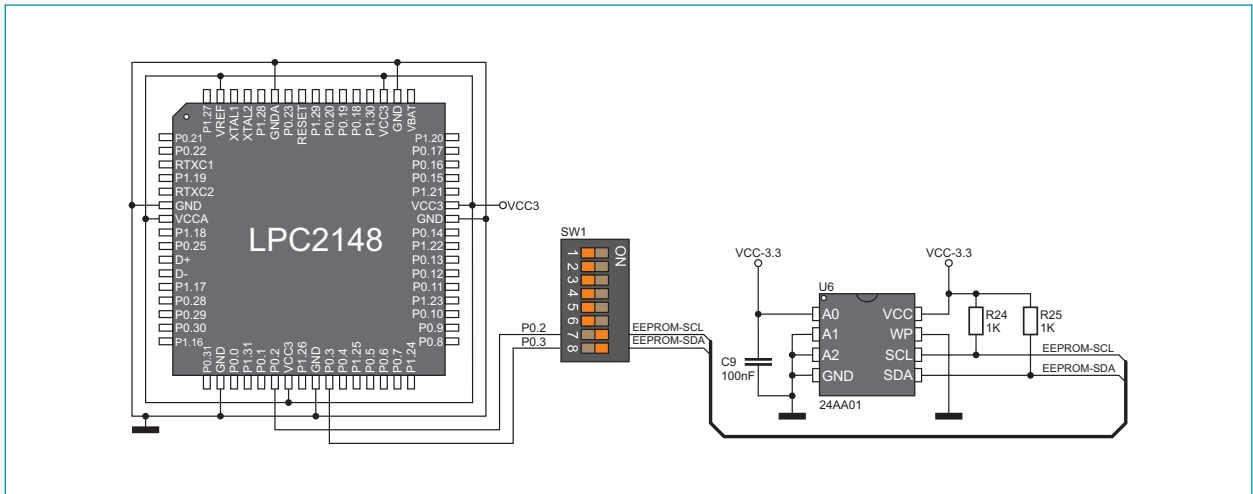 P1.27
VREF
XTAL1
XTAL2
P1.28
GNDA
P0.23
RESET
P1.29
P0.20
P0.19
P0.18
P1.30
VCC3
GND
VBAT
P0.21
P0.22
RTXC1
P1.19
RTXC2
GND
VCCA
P1.18
P0.25
D+
D-
P1.17
P0.28
P0.29
P0.30
P1.16
LPC2148
P1.20
P0.17
P0.16
P0.15
P1.21
VCC3
GND
P0.14
P1.22
P0.13
P0.12
P0.11
P1.23
P0.10
P0.9
P0.8
P0.31
GND
P0.0
P1.31
P0.1
P0.2
VCC3
P1.26
GND
P0.3
P0.4
P1.25
P0.5
P0.6
P0.7
P1.24
VCC3
SW1
ON
1
2
3
4
5
6
7
8
P0.2
P0.3
EEPROM-SCL
EEPROM-SDA
VCC-3.3
VCC-3.3
C9
100nF
U6
A0
A1
A2
GND
VCC
WP
SCL
SDA
24AA01
R24
1K
R25
1K
EEPROM-SCL
EEPROM-SDA